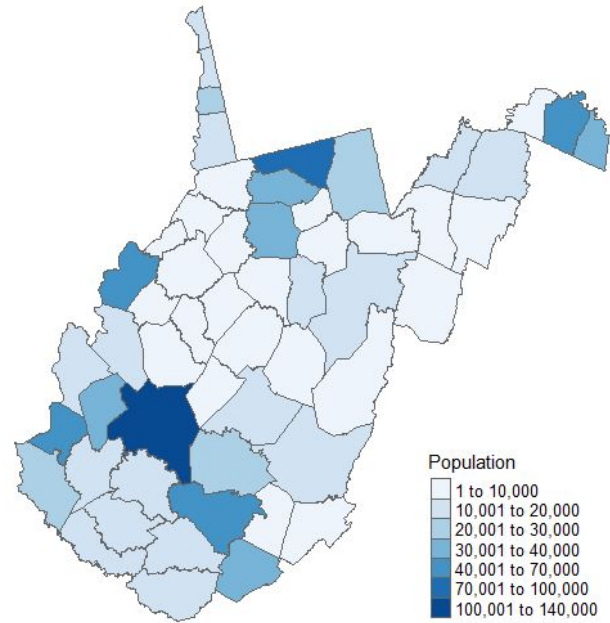 Population
1 to 10,000
10,001 to 20,000
20,001 to 30,000
30,001 to 40,000
40,001 to 70,000
70,001 to 100,000
100,001 to 140,000